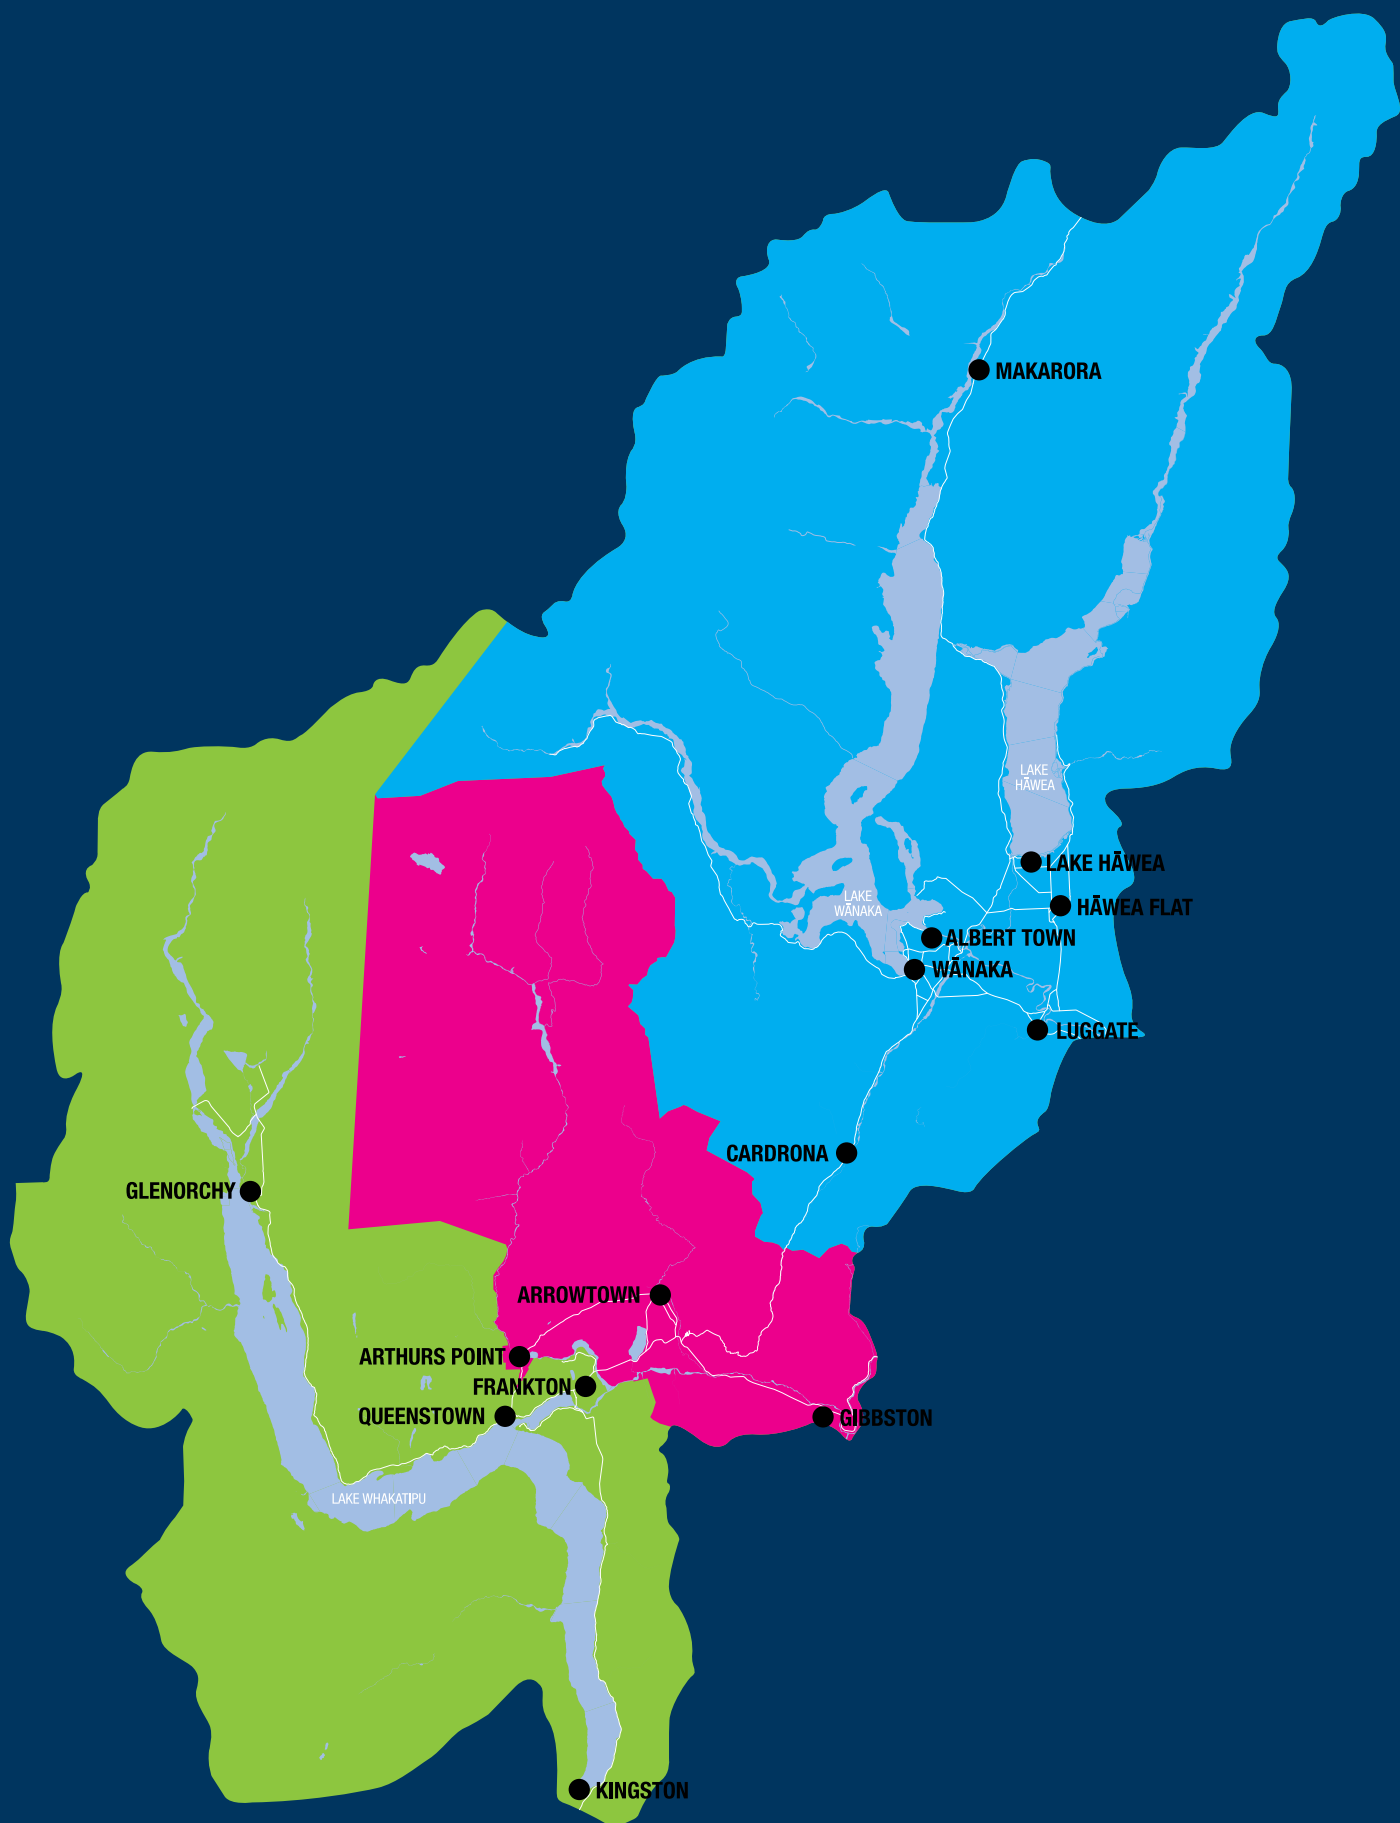 MAKARORA
LAKE
HĀWEA
LAKE HĀWEA
LAKE
WĀNAKA
HĀWEA FLAT
ALBERT TOWN
WĀNAKA
LUGGATE
CARDRONA
GLENORCHY
ARROWTOWN
ARTHURS POINT
FRANKTON
QUEENSTOWN
GIBBSTON
LAKE WHAKATIPU
KINGSTON